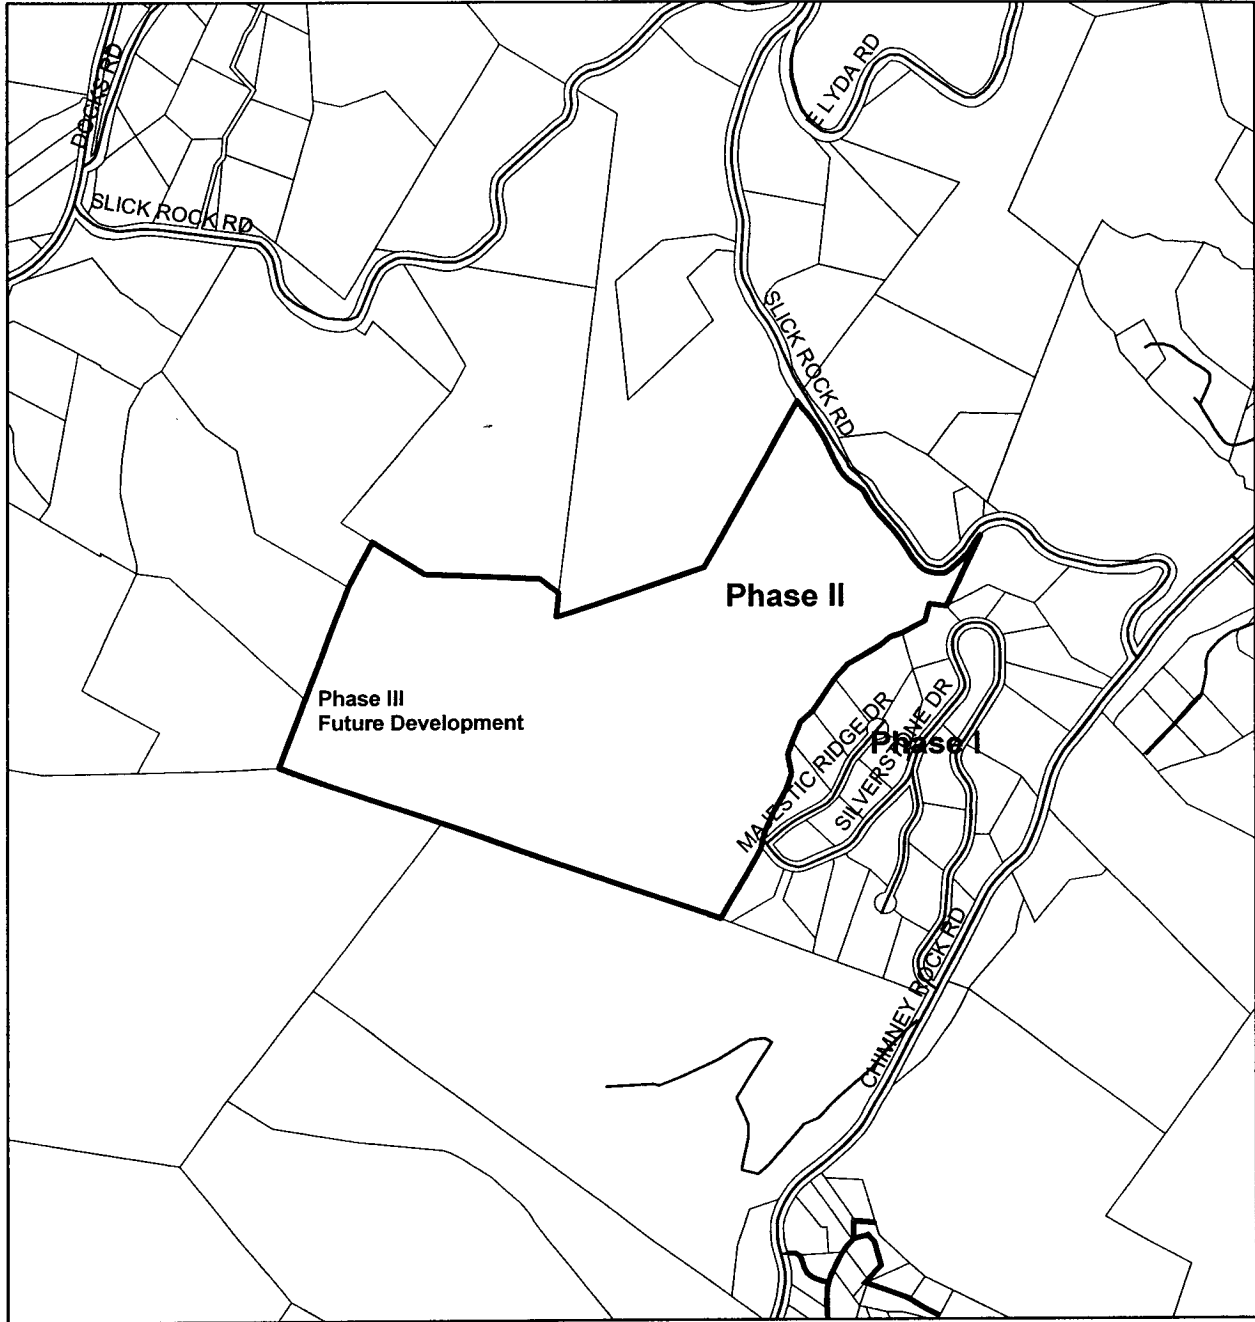 DOCKS RD
E LYDA RD
SLICK ROCK RD
SLICK ROCK RD
Phase II
Phase III
Future Development
MAJESTIC RIDGE DR
SILVERSTONE DR
Phase I
CHIMNEY ROCK RD